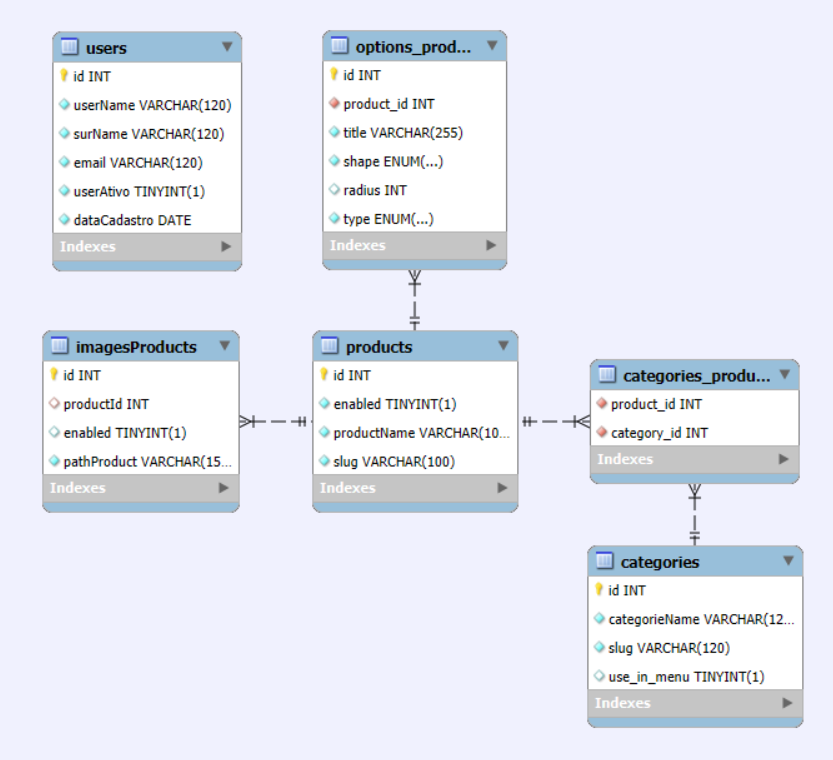 users
id INT
userName VARCHAR(120)
surName VARCHAR(120)
email VARCHAR(120)
userAtivo TINYINT(1)
dataCadastro DATE
Indexes
options_prod...
id INT
product_id INT
title VARCHAR(255)
shape ENUM(...)
radius INT
type ENUM(...)
Indexes
imagesProducts
id INT
productId INT
enabled TINYINT(1)
pathProduct VARCHAR(15...
Indexes
products
id INT
enabled TINYINT(1)
productName VARCHAR(10...
slug VARCHAR(100)
Indexes
categories_produ...
product_id INT
category_id INT
Indexes
categories
id INT
categorieName VARCHAR(12...
slug VARCHAR(120)
use_in_menu TINYINT(1)
Indexes